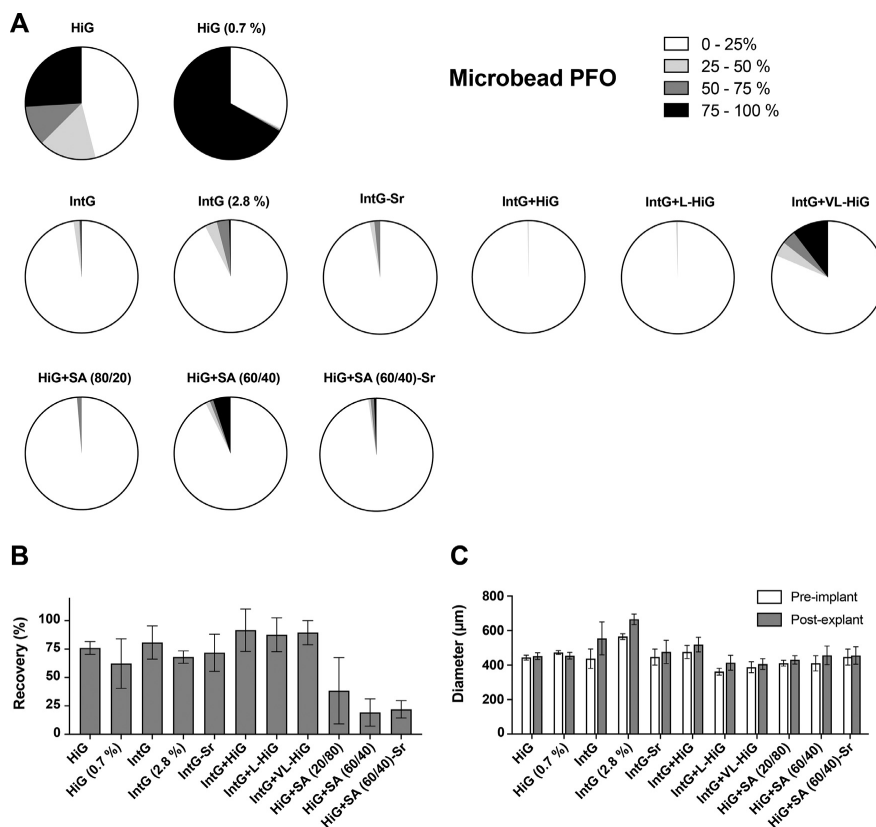 A
HiG
HiG (0.7 %)
Microbead PFO
0 - 25%
25 - 50 %
50 - 75 %
75 - 100 %
IntG
IntG (2.8 %)
IntG-Sr
IntG+HiG
IntG+L-HiG
IntG+VL-HiG
HiG+SA (80/20)
HiG+SA (60/40)
HiG+SA (60/40)-Sr
B
Recovery (%)
100
75
50
25
0
HiG
HiG (0.7 %)
IntG
IntG (2.8 %)
IntG-Sr
IntG+HiG
IntG+L-HiG
IntG+VL-HiG
HiG+SA (20/80)
HiG+SA (60/40)
HiG+SA (60/40)-Sr
C
Diameter (µm)
800
600
400
200
0
Pre-implant
Post-explant
HiG
HiG (0.7 %)
IntG
IntG (2.8 %)
IntG-Sr
IntG+HiG
IntG+L-HiG
IntG+VL-HiG
HiG+SA (20/80)
HiG+SA (60/40)
HiG+SA (60/40)-Sr